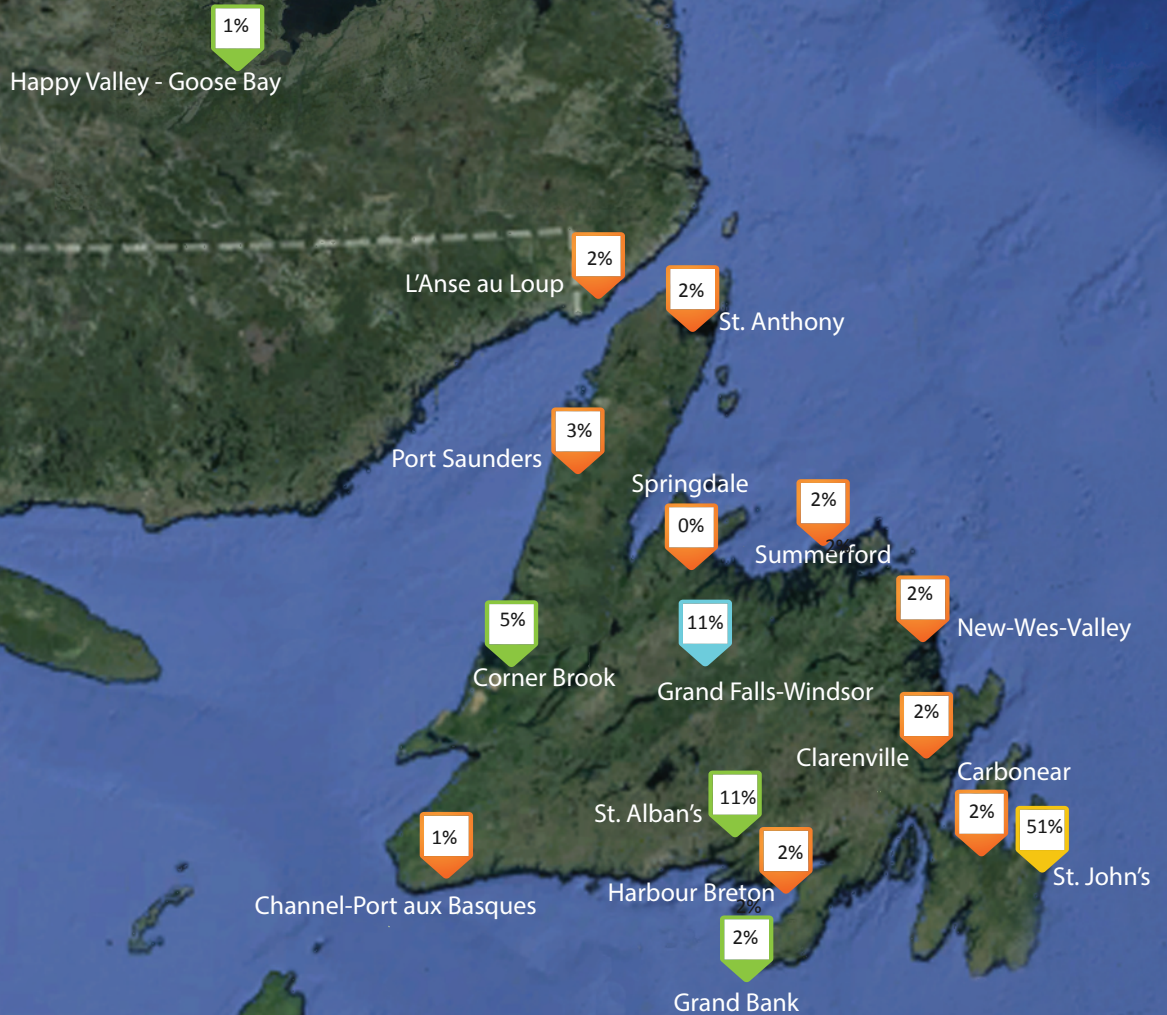 1%
Happy Valley - Goose Bay
2%
L'Anse au Loup
2%
St. Anthony
3%
Port Saunders
Springdale
0%
2%
2%
Summerford
2%
New-Wes-Valley
5%
Corner Brook
11%
Grand Falls-Windsor
2%
Clarenville
Carbonear
2%
51%
St. John's
11%
St. Alban's
2%
Harbour Breton
2%
1%
Channel-Port aux Basques
2%
Grand Bank